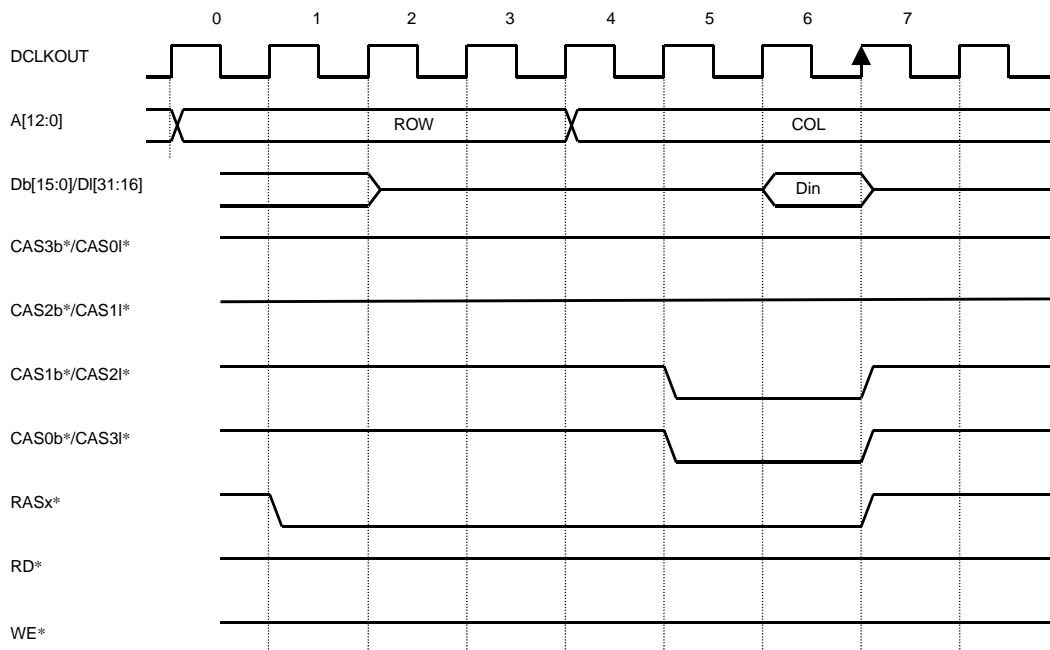 0 1 2 3 4 5 6 7
DCLKOUT
A[12:0] ROW COL
Db[15:0]/Dl[31:16] Din
CAS3b*/CAS0l*
CAS2b*/CAS1l*
CAS1b*/CAS2l*
CAS0b*/CAS3l*
RASx*
RD*
WE*